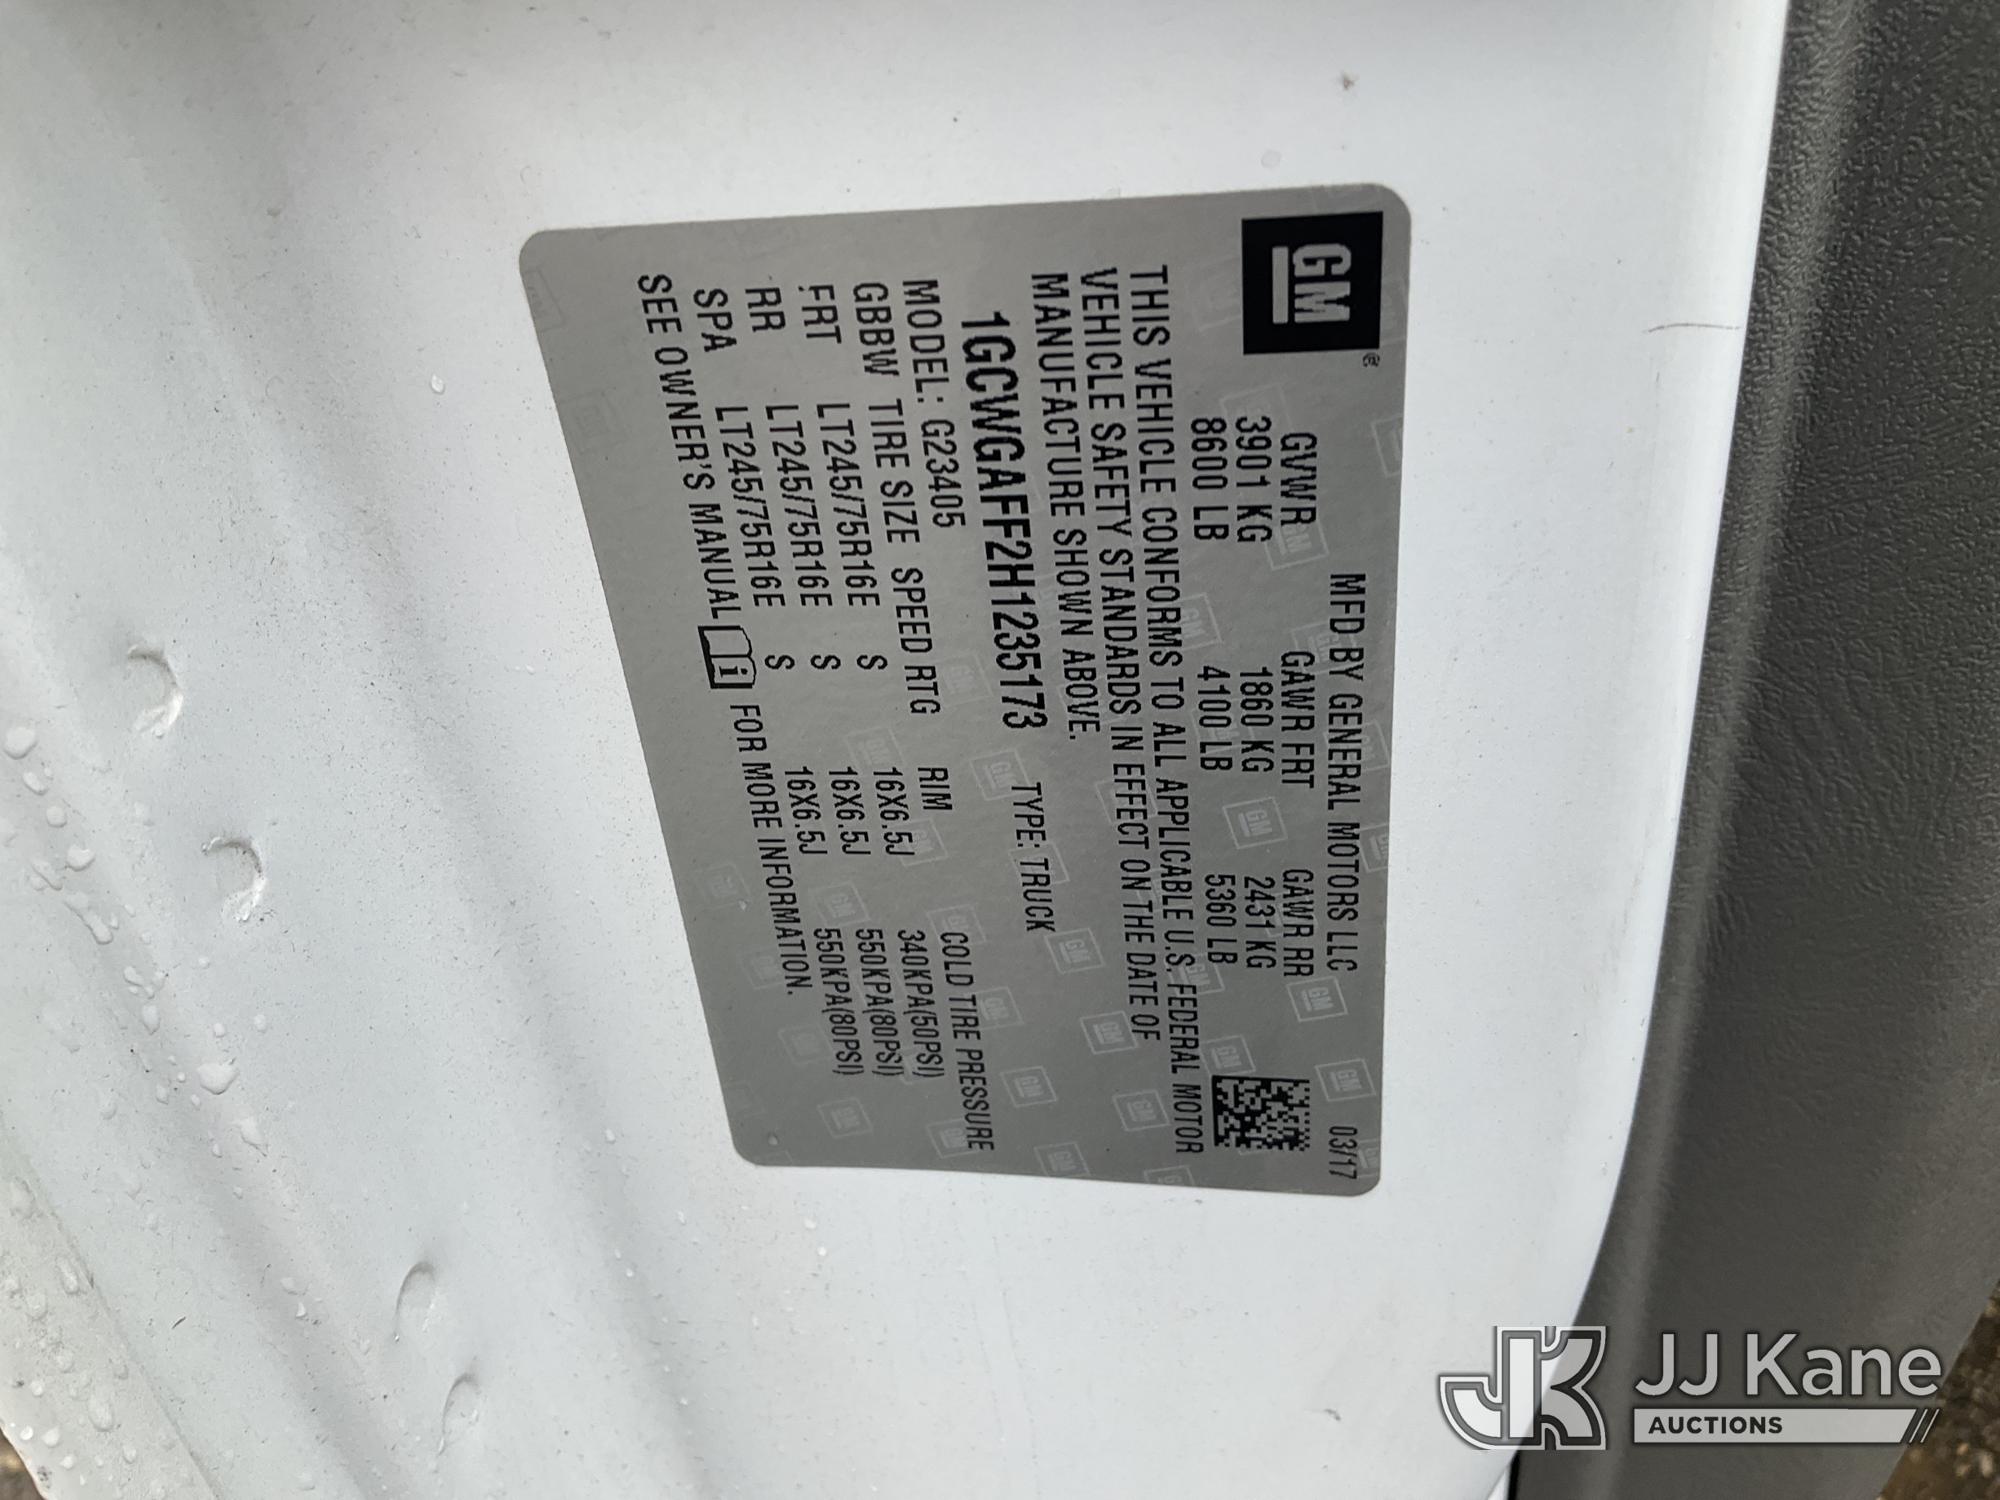 GM
MFD BY GENERAL MOTORS LLC 03/17
GVWR GAWR FRT GAWR RR
3901 KG 1860 KG 2431 KG
8600 LB 4100 LB 5360 LB
THIS VEHICLE CONFORMS TO ALL APPLICABLE U.S. FEDERAL MOTOR
VEHICLE SAFETY STANDARDS IN EFFECT ON THE DATE OF
MANUFACTURE SHOWN ABOVE.
1GCWGAFF2H1235173 TYPE: TRUCK
MODEL: G23405
GBBW TIRE SIZE SPEED RTG RIM COLD TIRE PRESSURE
FRT LT245/75R16E S 16X6.5J 340KPA(50PSI)
RR LT245/75R16E S 16X6.5J 550KPA(80PSI)
SPA LT245/75R16E S 16X6.5J 550KPA(80PSI)
SEE OWNER'S MANUAL i FOR MORE INFORMATION.
JK JJ Kane
AUCTIONS